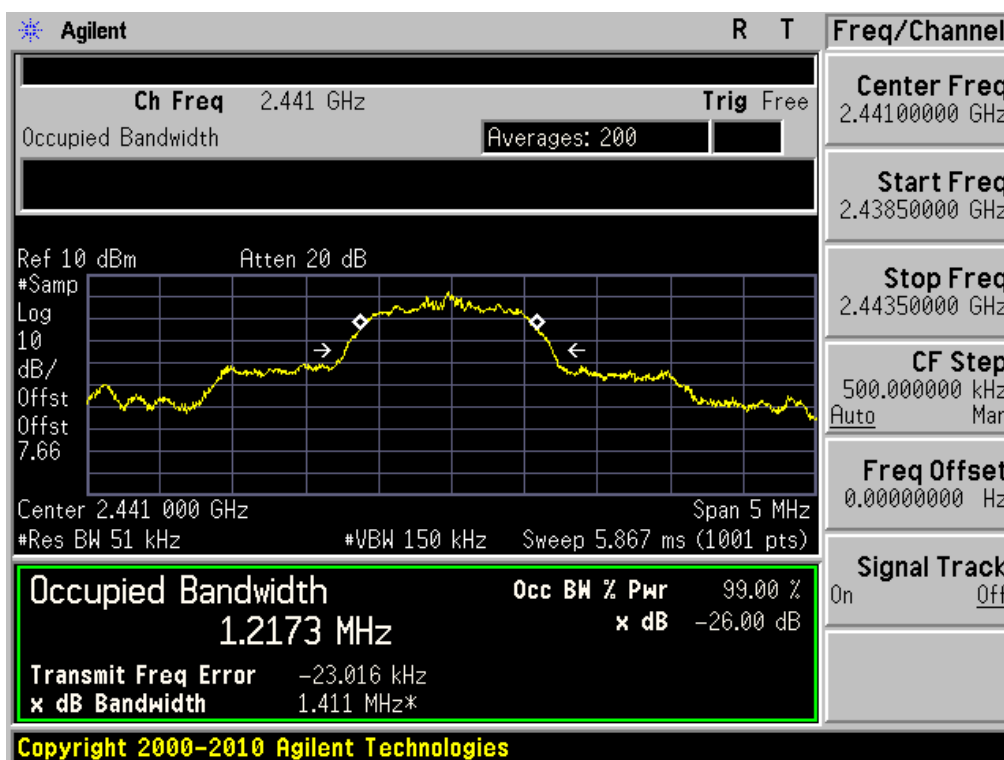 Agilent R T
Freq/Channel
Ch Freq 2.441 GHz Trig Free
Occupied Bandwidth Averages: 200
Center Freq
2.44100000 GHz
Start Freq
2.43850000 GHz
Stop Freq
2.44350000 GHz
CF Step
500.000000 kHz
Auto Man
Freq Offset
0.00000000 Hz
Signal Track
On Off
Ref 10 dBm Atten 20 dB
#Samp
Log
10
dB/
Offst
Offst
7.66
Center 2.441 000 GHz Span 5 MHz
#Res BW 51 kHz #VBW 150 kHz Sweep 5.867 ms (1001 pts)
Occupied Bandwidth Occ BW % Pwr 99.00 %
1.2173 MHz x dB -26.00 dB
Transmit Freq Error -23.016 kHz
x dB Bandwidth 1.411 MHz*
Copyright 2000-2010 Agilent Technologies